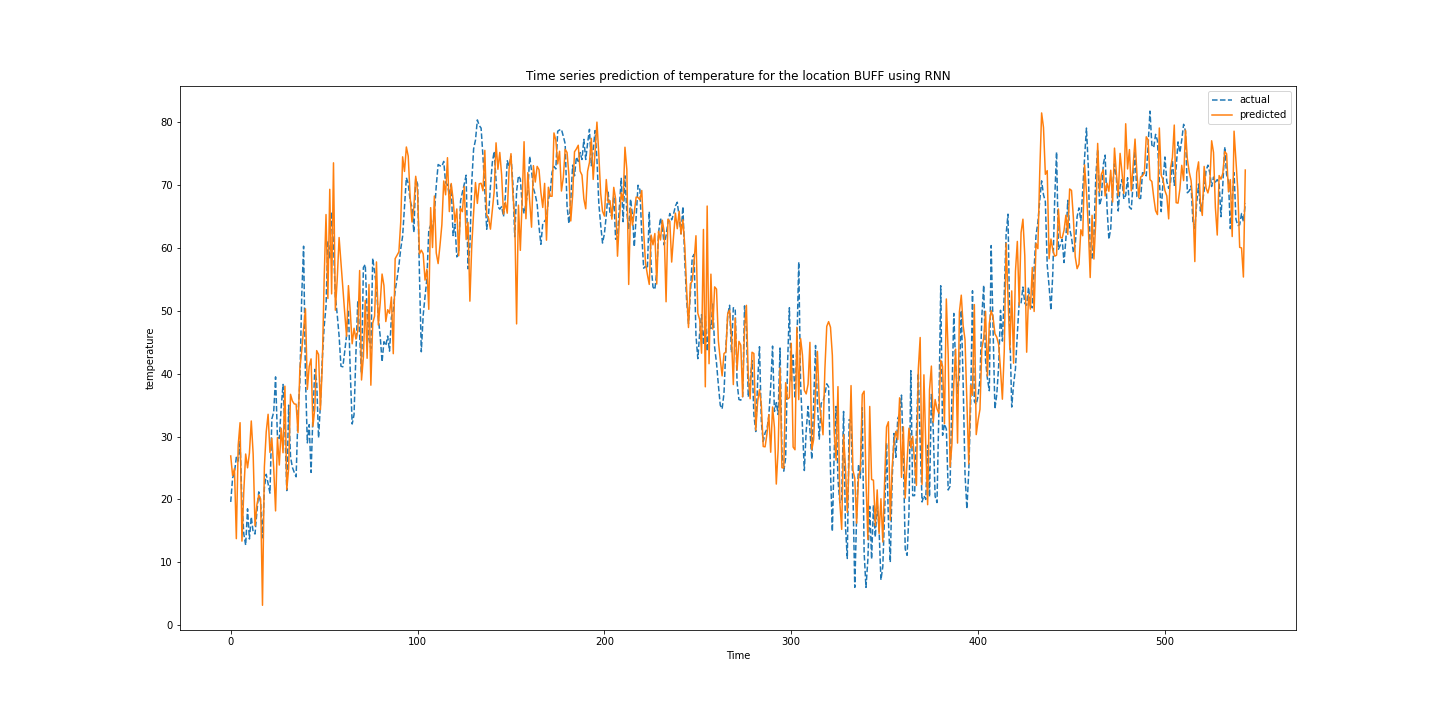 Time series prediction of temperature for the location BUFF using RNN
actual
predicted
80
70
60
50
40
30
20
10
0
temperature
0 100 200 300 400 500
Time